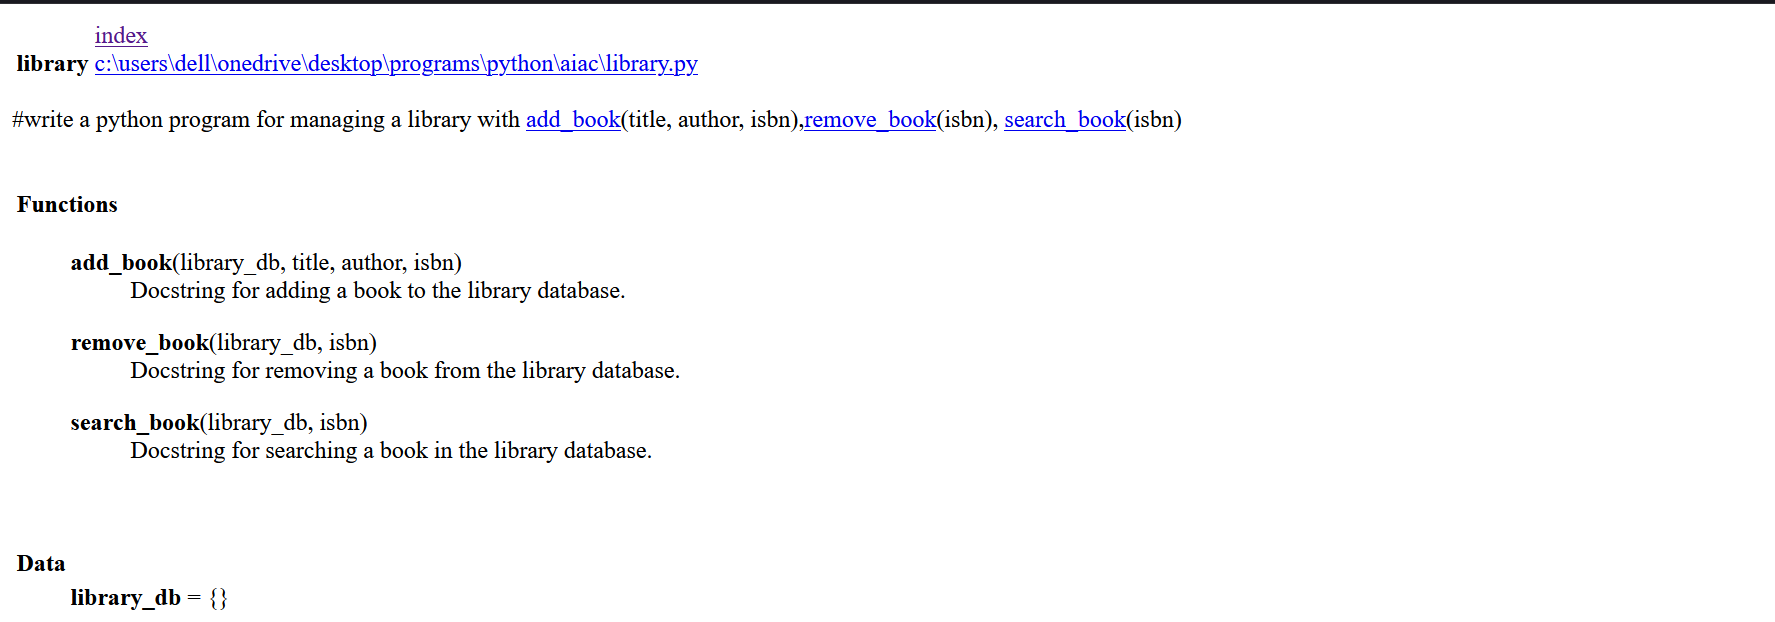 index
library c:\users\dell\onedrive\desktop\programs\python\aiac\library.py
#write a python program for managing a library with add_book(title, author, isbn),remove_book(isbn), search_book(isbn)
Functions
add_book(library_db, title, author, isbn)
Docstring for adding a book to the library database.
remove_book(library_db, isbn)
Docstring for removing a book from the library database.
search_book(library_db, isbn)
Docstring for searching a book in the library database.
Data
library_db = {}